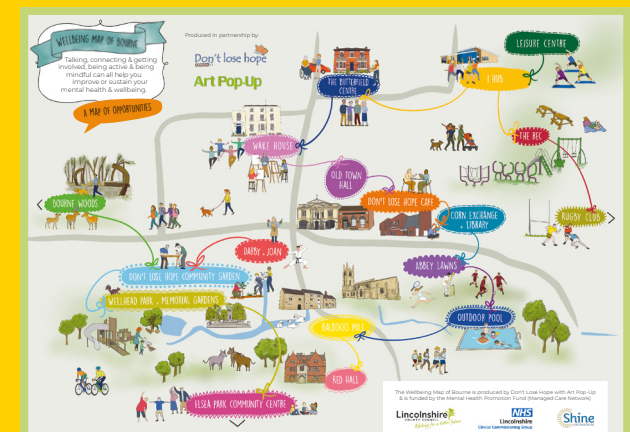 WELLBEING MAP OF BOURNE
Talking, connecting & getting
involved, being active & being
mindful can all help you
improve or sustain your
mental health & wellbeing.
A MAP OF OPPORTUNITIES
Produced in partnership by:
Don't lose hope
Art Pop-Up
THE BUTTERFIELD
CENTRE
I HUB
LEISURE CENTRE
WAKE HOUSE
THE REC
OLD TOWN
HALL
BOURNE WOODS
DON'T LOSE HOPE CAFE
CORN EXCHANGE
+ LIBRARY
RUGBY CLUB
DARBY + JOAN
DON'T LOSE HOPE COMMUNITY GARDEN
ABBEY LAWNS
WELLHEAD PARK + MEMORIAL GARDENS
OUTDOOR POOL
BALDOCKS MILL
RED HALL
ELSEA PARK COMMUNITY CENTRE
The Wellbeing Map of Bourne is produced by Don't Lose Hope with Art Pop-Up
& is funded by the Mental Health Promotion Fund (Managed Care Network)
Lincolnshire
COUNTY COUNCIL
Working for a better future
NHS
Lincolnshire
Clinical Commissioning Group
Shine